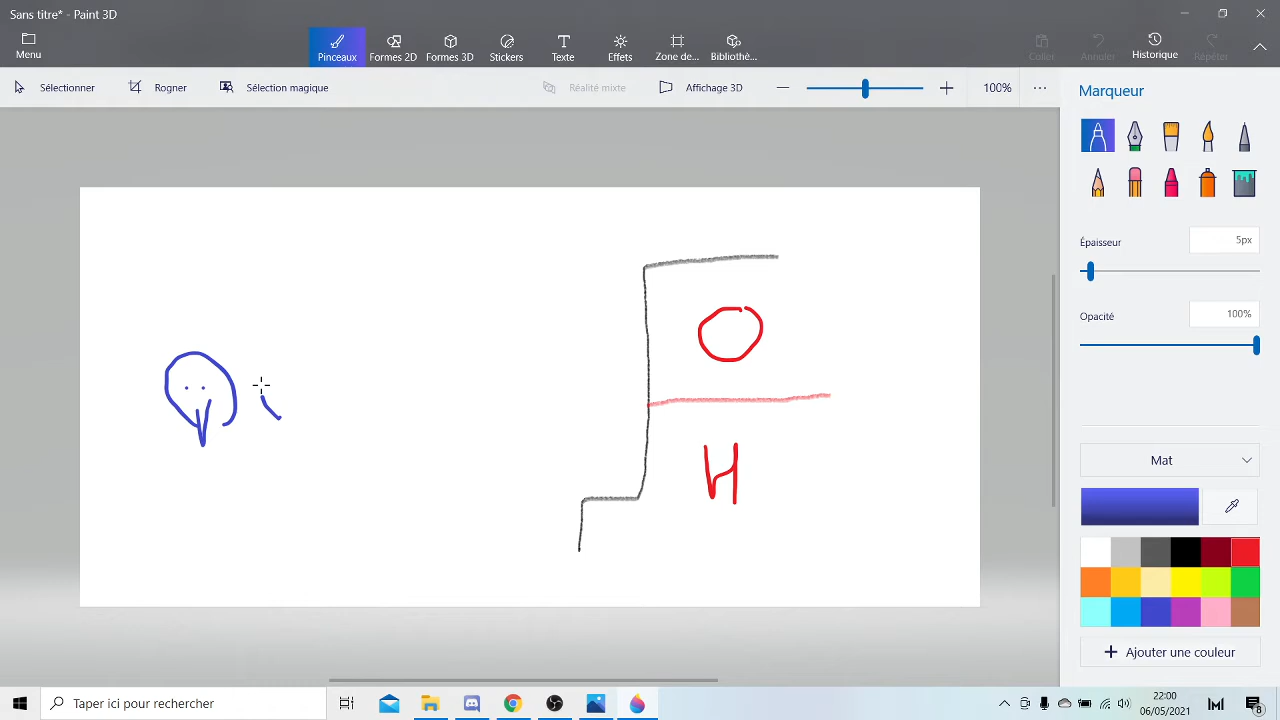 Sans titre* - Paint 3D
Menu
Pinceaux
Formes 2D
Formes 3D
Stickers
Texte
Effets
Zone de...
Bibliothè...
Coller
Annuler
Historique
Répéter
Sélectionner
Rogner
Sélection magique
Réalité mixte
Affichage 3D
100%
Marqueur
Épaisseur
5px
Opacité
100%
O
H
Mat
Ajouter une couleur
Taper ici pour rechercher
22:00
06/05/2021
8